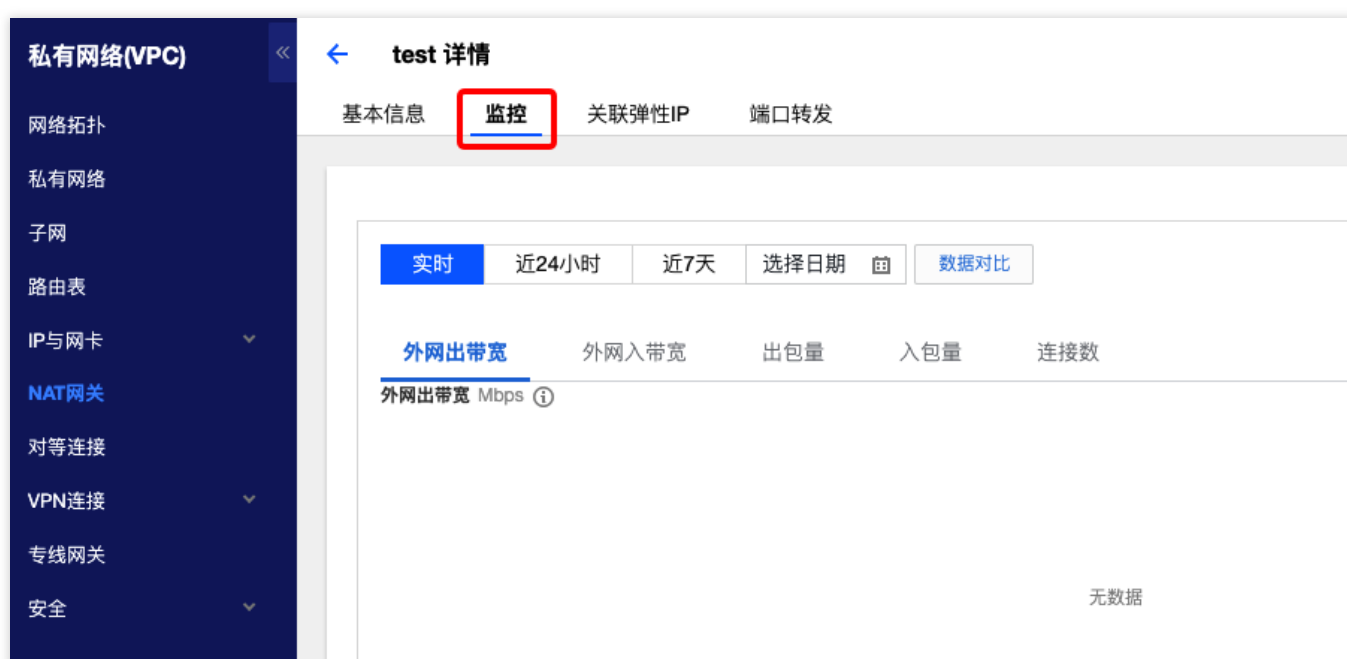 私有网络(VPC)
网络拓扑
私有网络
子网
路由表
IP与网卡
NAT网关
对等连接
VPN连接
专线网关
安全
test 详情
基本信息 监控 关联弹性IP 端口转发
实时 近24小时 近7天 选择日期 数据对比
外网出带宽 外网入带宽 出包量 入包量 连接数
外网出带宽 Mbps
无数据